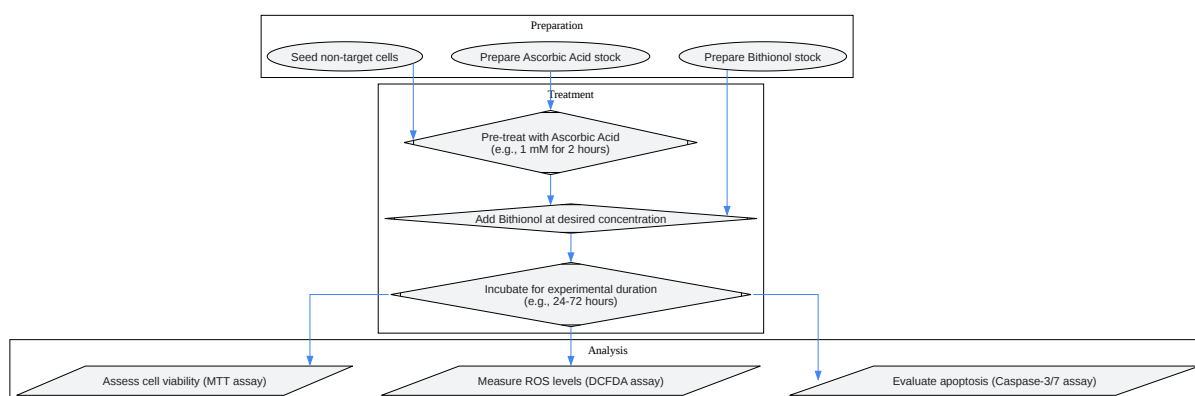 Preparation
Seed non-target cells
Prepare Ascorbic Acid stock
Prepare Bithionol stock
Treatment
Pre-treat with Ascorbic Acid
(e.g., 1 mM for 2 hours)
Add Bithionol at desired concentration
Incubate for experimental duration
(e.g., 24-72 hours)
Analysis
Assess cell viability (MTT assay)
Measure ROS levels (DCFDA assay)
Evaluate apoptosis (Caspase-3/7 assay)